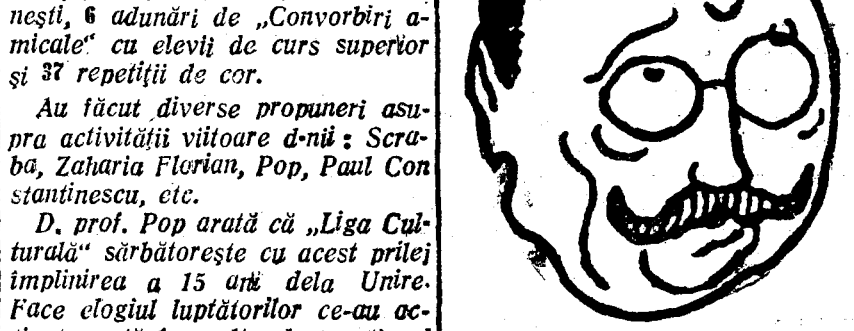 nești, 6 adunări de „Convorbiri a-
micale“ cu elevii de curs superior
și 37 repetiții de cor.
Au făcut diverse propuneri asu-
pra activității viitoare d-nii: Scra-
ba, Zaharia Florian, Pop, Paul Con
stantinescu, etc.
D. prof. Pop arată că „Liga Cul-
turală“ sărbătorește cu acest prilej
împlinirea a 15 ani dela Unire.
Face elogiul luptătorilor ce-au ac-